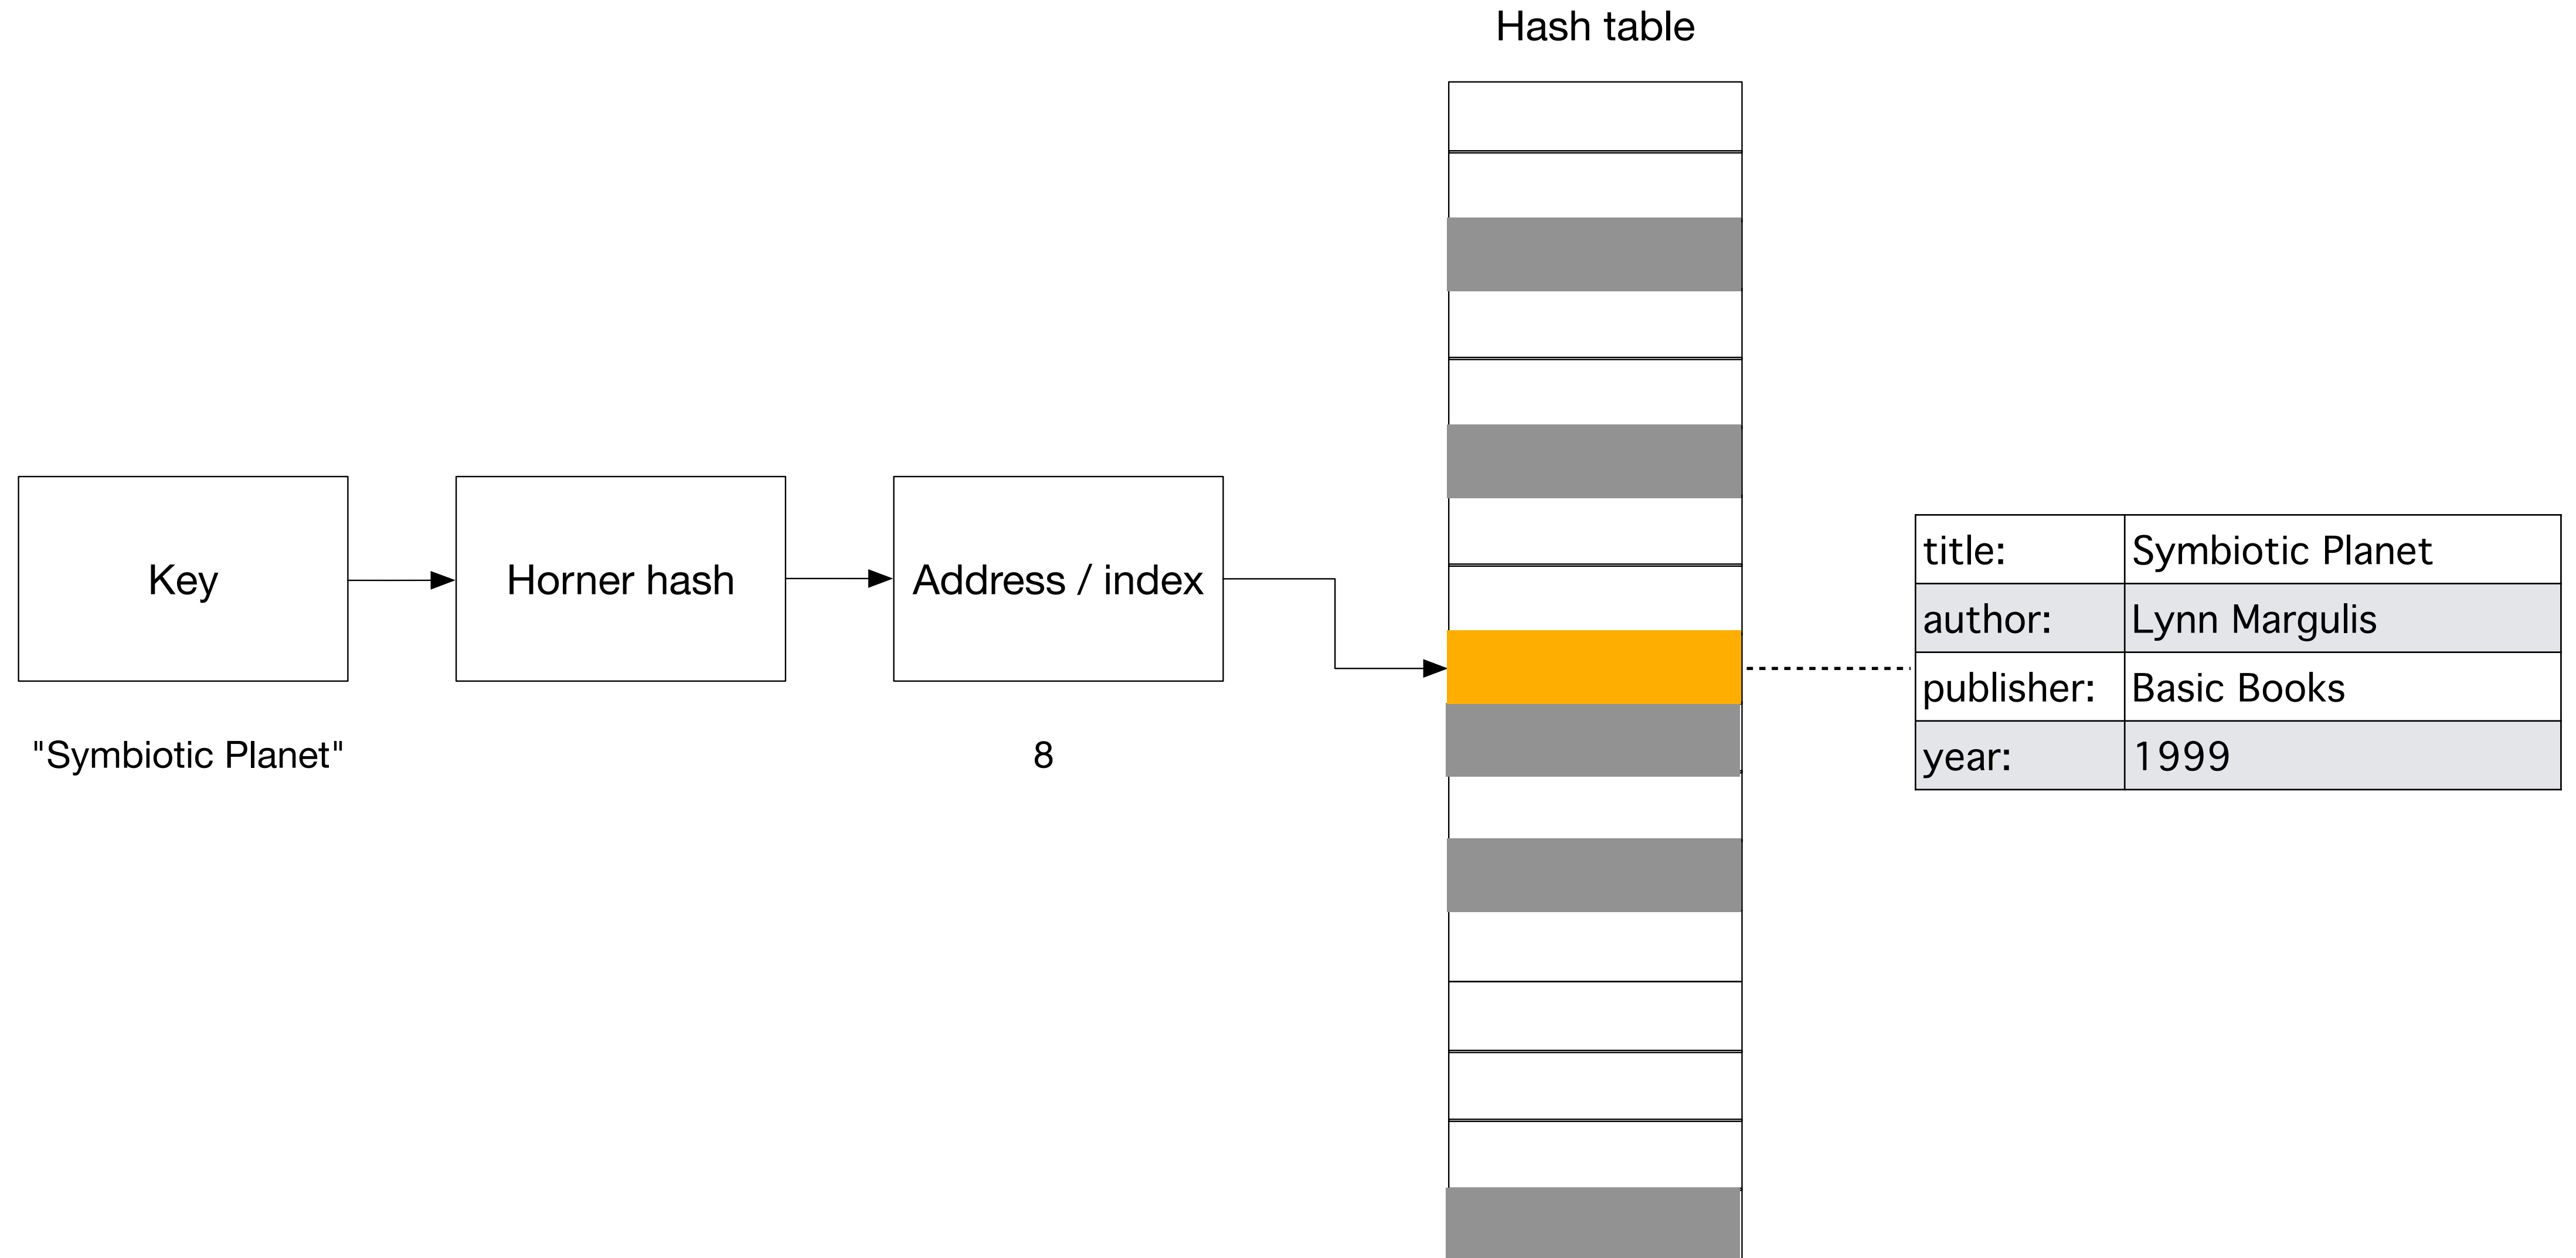 Hash table
Key
Horner hash
Address / index
"Symbiotic Planet"
8
title: Symbiotic Planet
author: Lynn Margulis
publisher: Basic Books
year: 1999